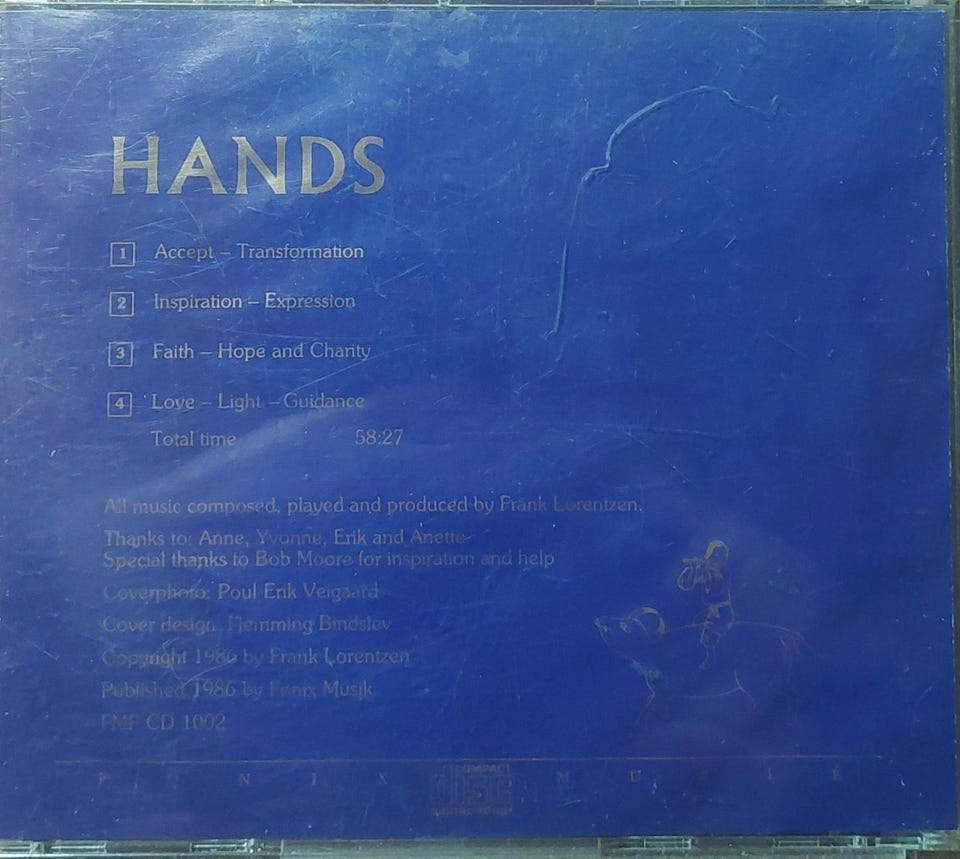 HANDS
1 Accept – Transformation
2 Inspiration – Expression
3 Faith – Hope and Charity
4 Love – Light – Guidance
Total time 58:27
All music composed, played and produced by Frank Lorentzen.
Thanks to: Anne, Yvonne, Erik and Anette.
Special thanks to Bob Moore for inspiration and help
Coverphoto: Poul Erik Veigaard
Cover design: Flemming Bindslev
Copyright 1986 by Frank Lorentzen
Published 1986 by Fønix Musik
FMF CD 1002
FØNIX COMPACT disc DIGITAL AUDIO MUSIK